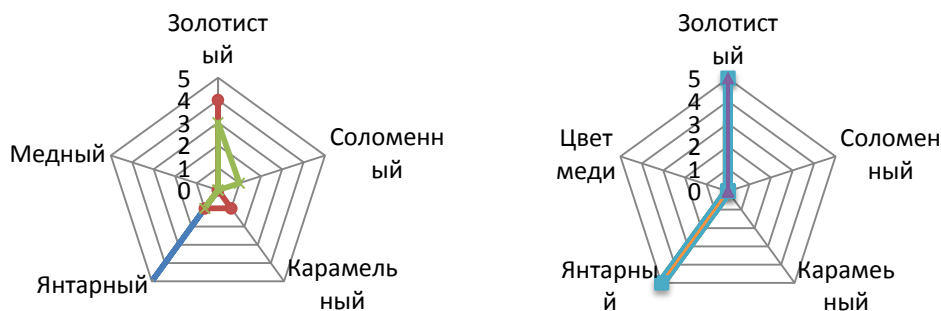 Золотист
ый
5
4
3
2
1
0
Соломенн
ый
Карамель
ный
Янтарный
Медный
Золотист
ый
5
4
3
2
1
0
Соломен
ный
Карамеь
ный
Янтарны
й
Цвет
меди